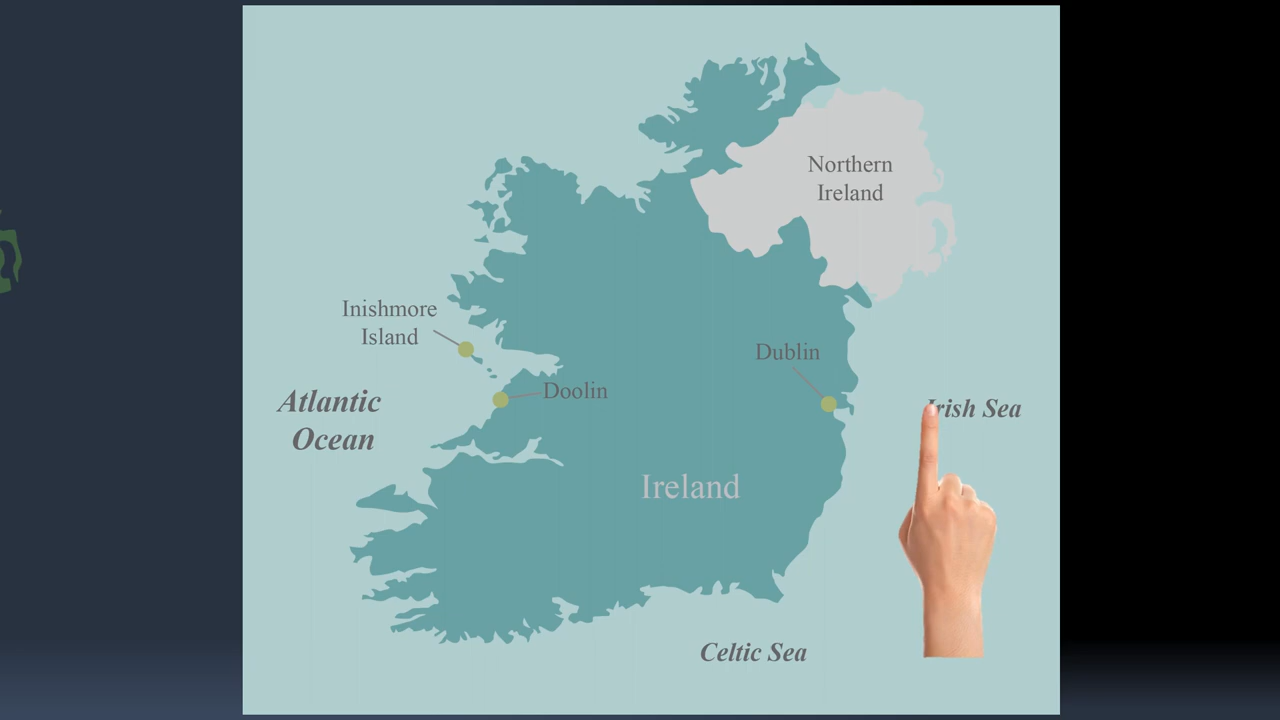 Northern
Ireland
Inishmore
Island
Dublin
Doolin
Atlantic
Ocean
Irish Sea
Ireland
Celtic Sea